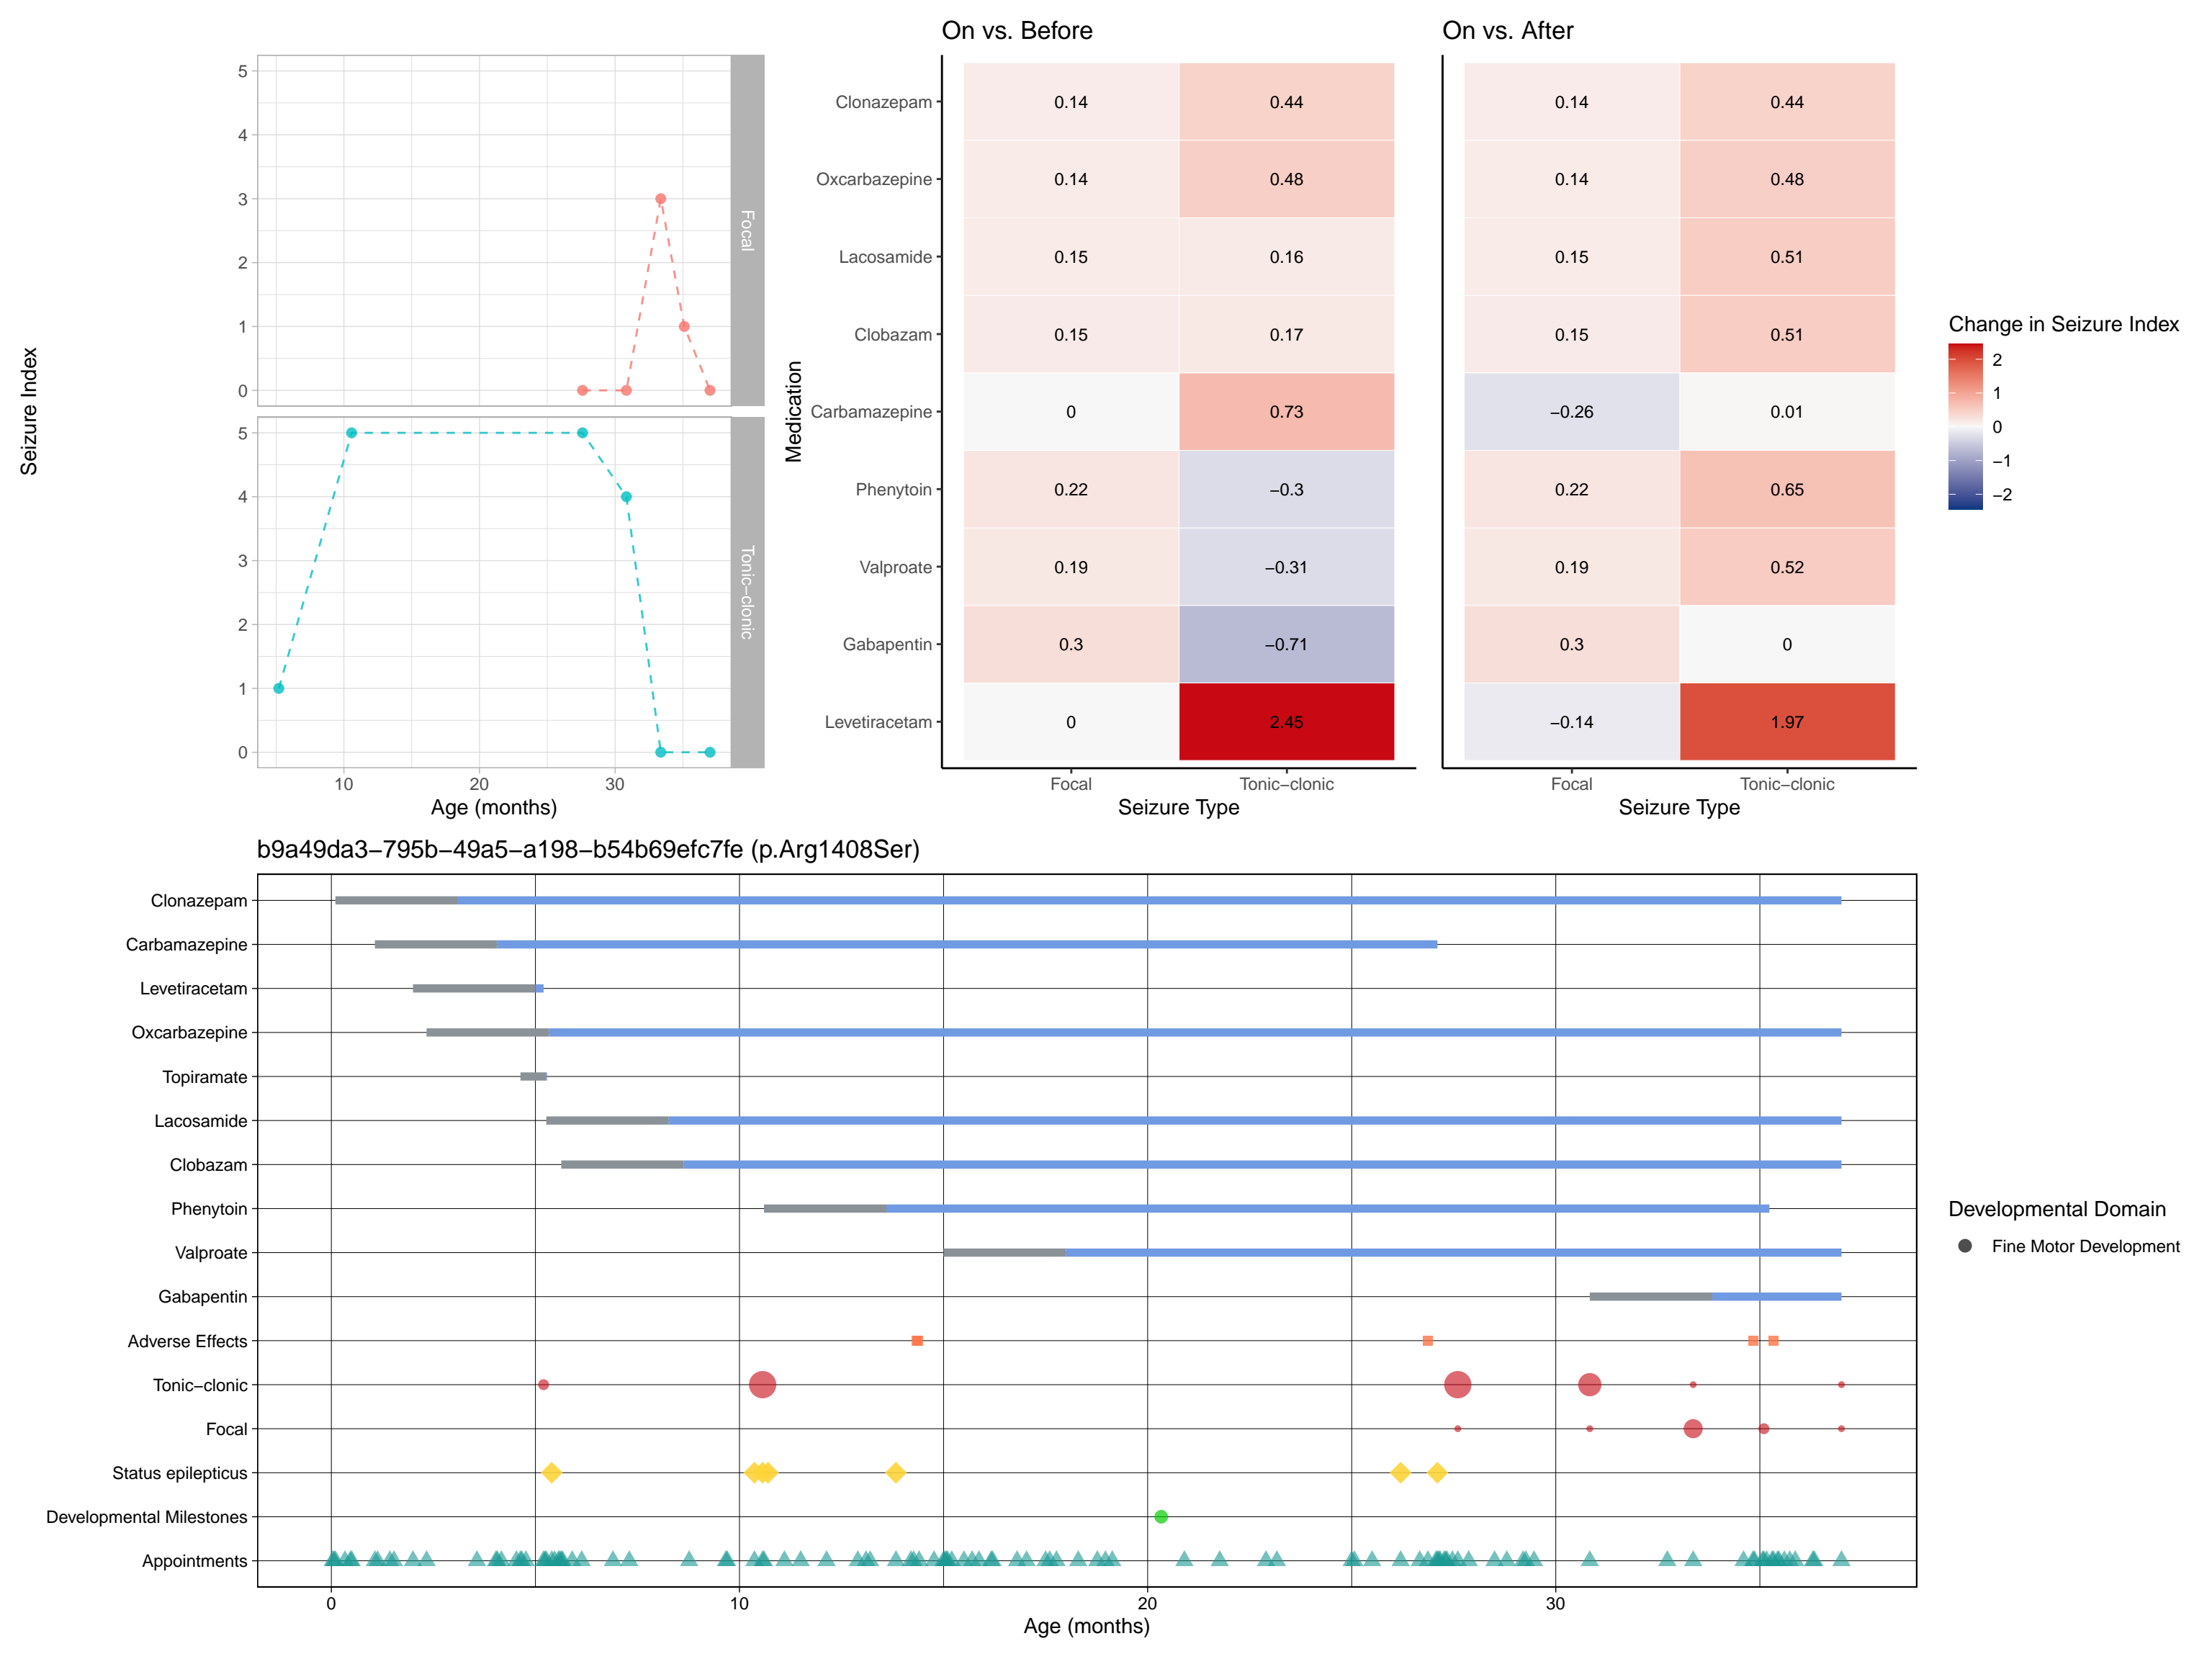 On vs. Before
On vs. After
Seizure Index
5
4
3
2
1
0
Focal
5
4
3
2
1
0
Tonic−clonic
10
20
30
Age (months)
Medication
Clonazepam
0.14
0.44
0.14
0.44
Oxcarbazepine
0.14
0.48
0.14
0.48
Lacosamide
0.15
0.16
0.15
0.51
Clobazam
0.15
0.17
0.15
0.51
Carbamazepine
0
0.73
−0.26
0.01
Phenytoin
0.22
−0.3
0.22
0.65
Valproate
0.19
−0.31
0.19
0.52
Gabapentin
0.3
−0.71
0.3
0
Levetiracetam
0
2.45
−0.14
1.97
Focal
Tonic−clonic
Seizure Type
Focal
Tonic−clonic
Seizure Type
Change in Seizure Index
2
1
0
−1
−2
b9a49da3−795b−49a5−a198−b54b69efc7fe (p.Arg1408Ser)
Clonazepam
Carbamazepine
Levetiracetam
Oxcarbazepine
Topiramate
Lacosamide
Clobazam
Phenytoin
Valproate
Gabapentin
Adverse Effects
Tonic−clonic
Focal
Status epilepticus
Developmental Milestones
Appointments
0
10
20
30
Age (months)
Developmental Domain
Fine Motor Development